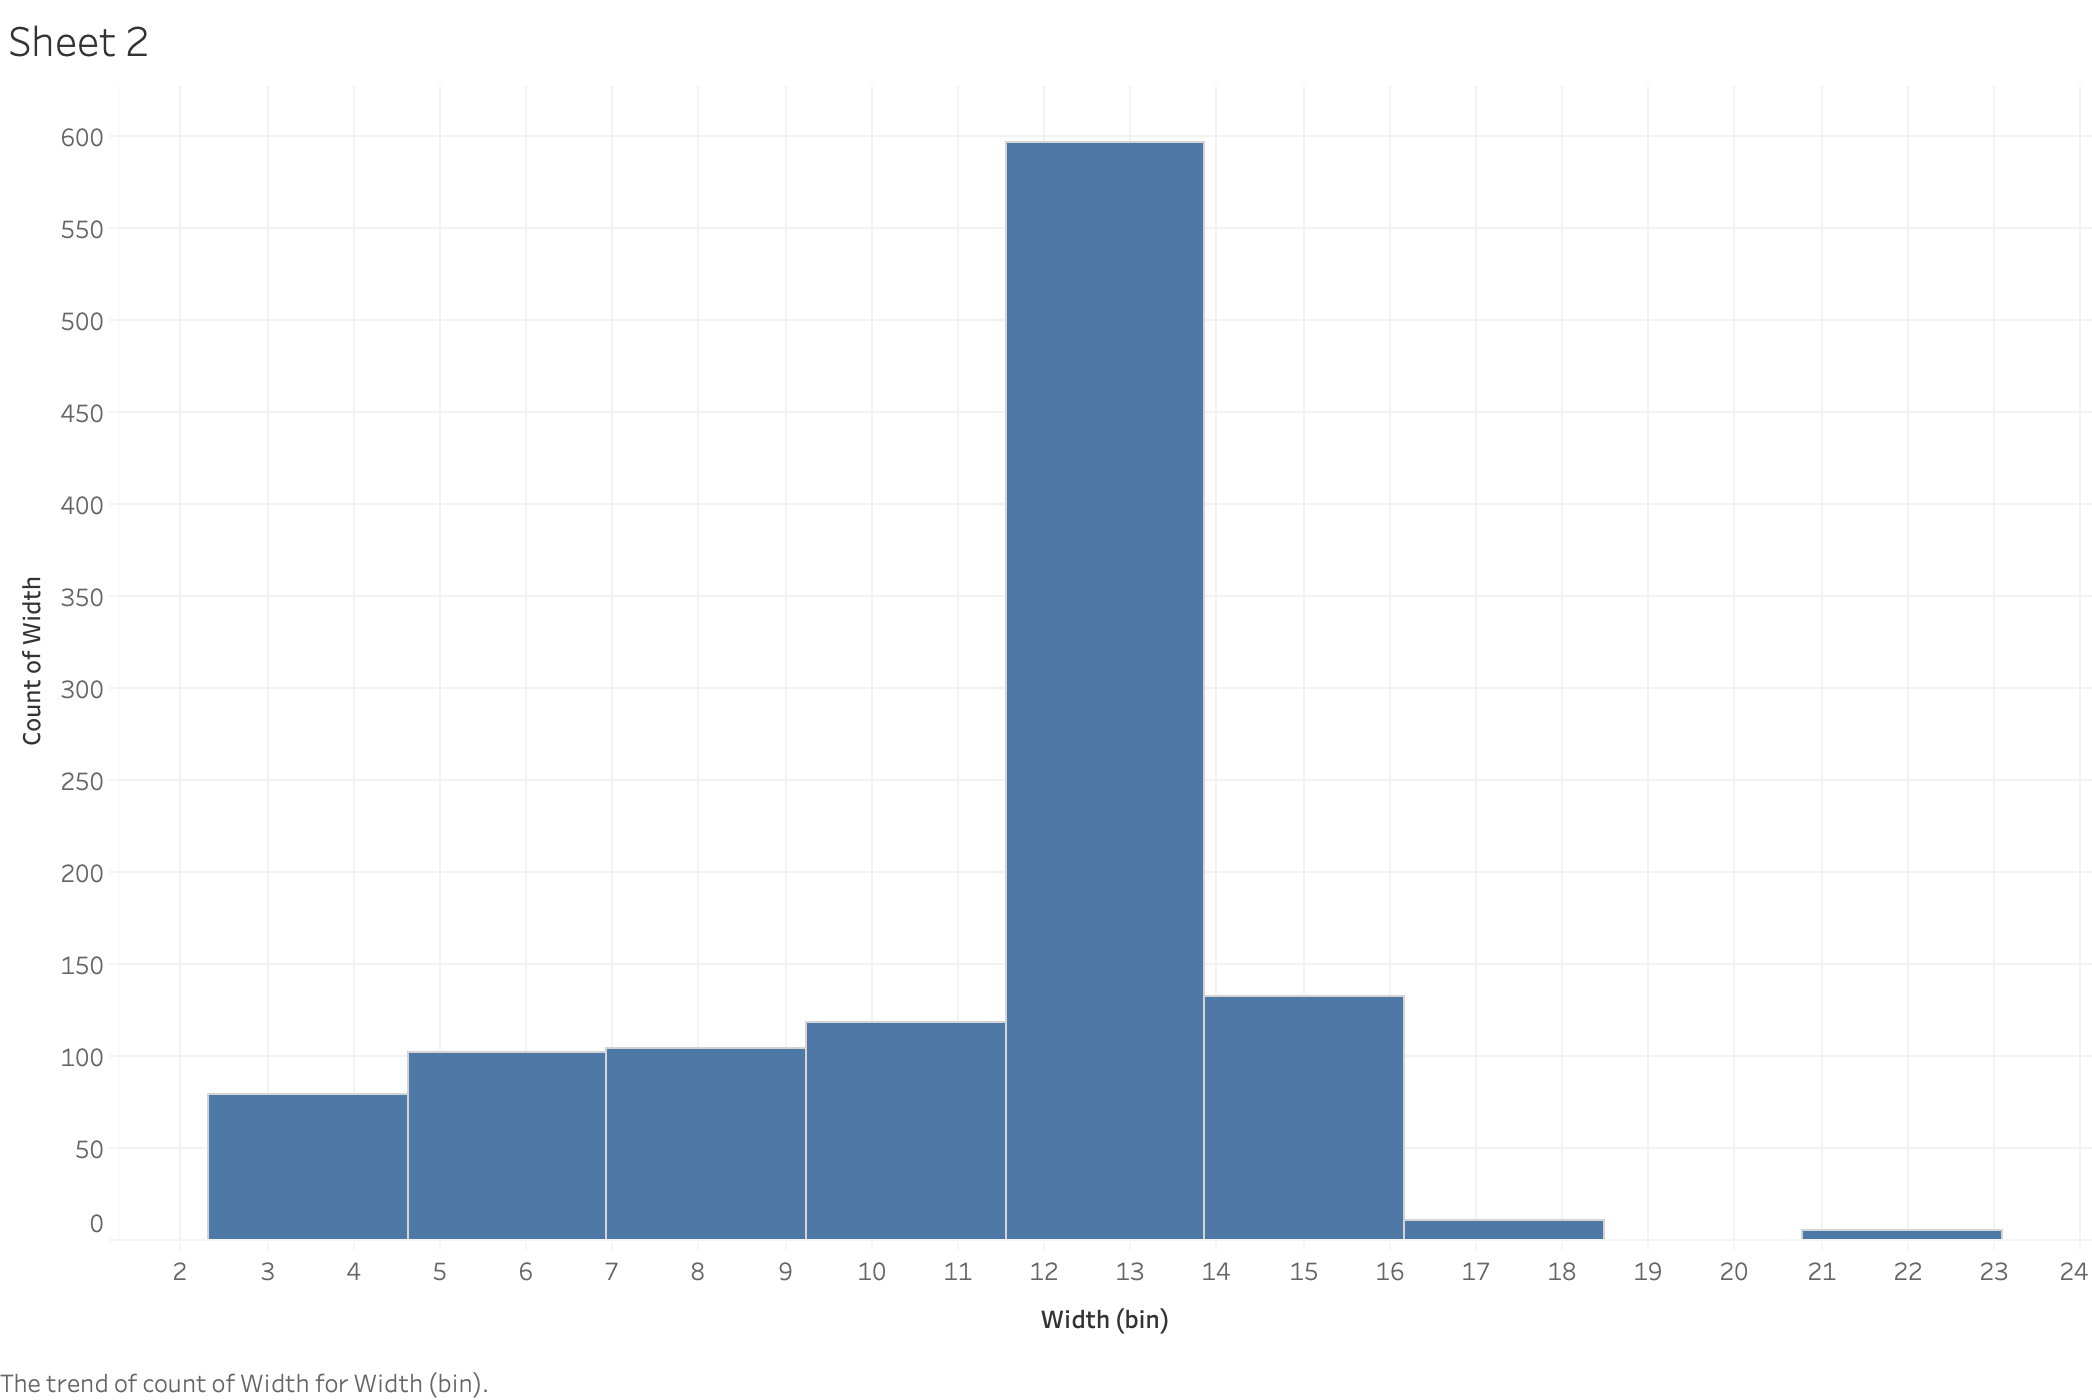 Sheet 2
600
550
500
450
400
350
300
250
200
150
100
50
0
Count of Width
2 3 4 5 6 7 8 9 10 11 12 13 14 15 16 17 18 19 20 21 22 23 24
Width (bin)
The trend of count of Width for Width (bin).